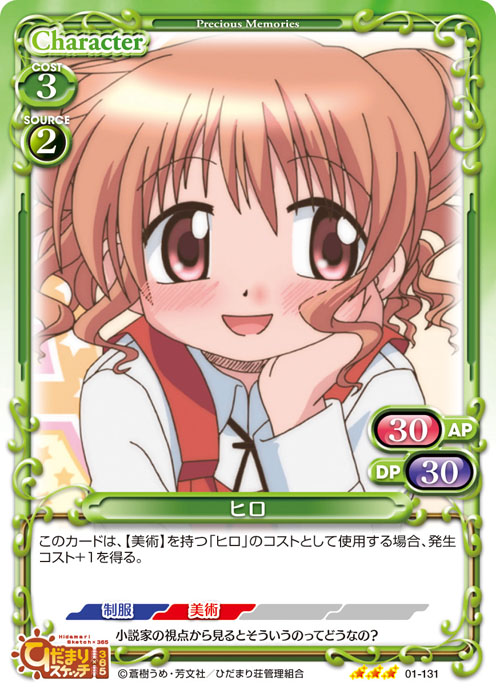 Precious Memories
Character
COST
3
SOURCE
2
30 AP
DP 30
ヒロ
このカードは、【美術】を持つ「ヒロ」のコストとして使用する場合、発生
コスト+1を得る。
制服 美術
小説家の視点から見るとそういうのってどうなの?
Hidamari
Sketch×365
ひだまり
スケッチ
×365
©蒼樹うめ・芳文社/ひだまり荘管理組合
01-131